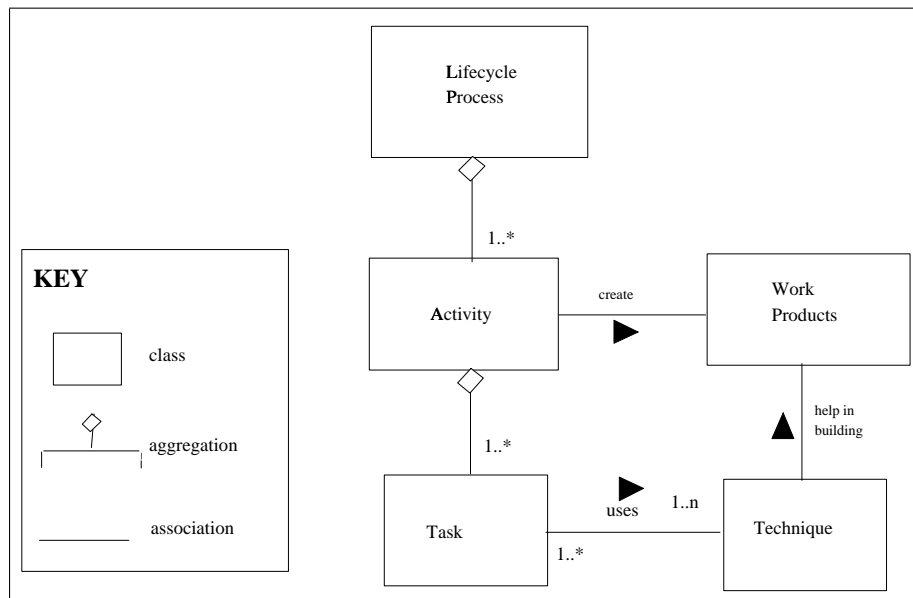 Lifecycle
Process
1..*
KEY
class
aggregation
association
Activity
create
Work
Products
1..*
help in
building
Task
uses
1..n
1..*
Technique